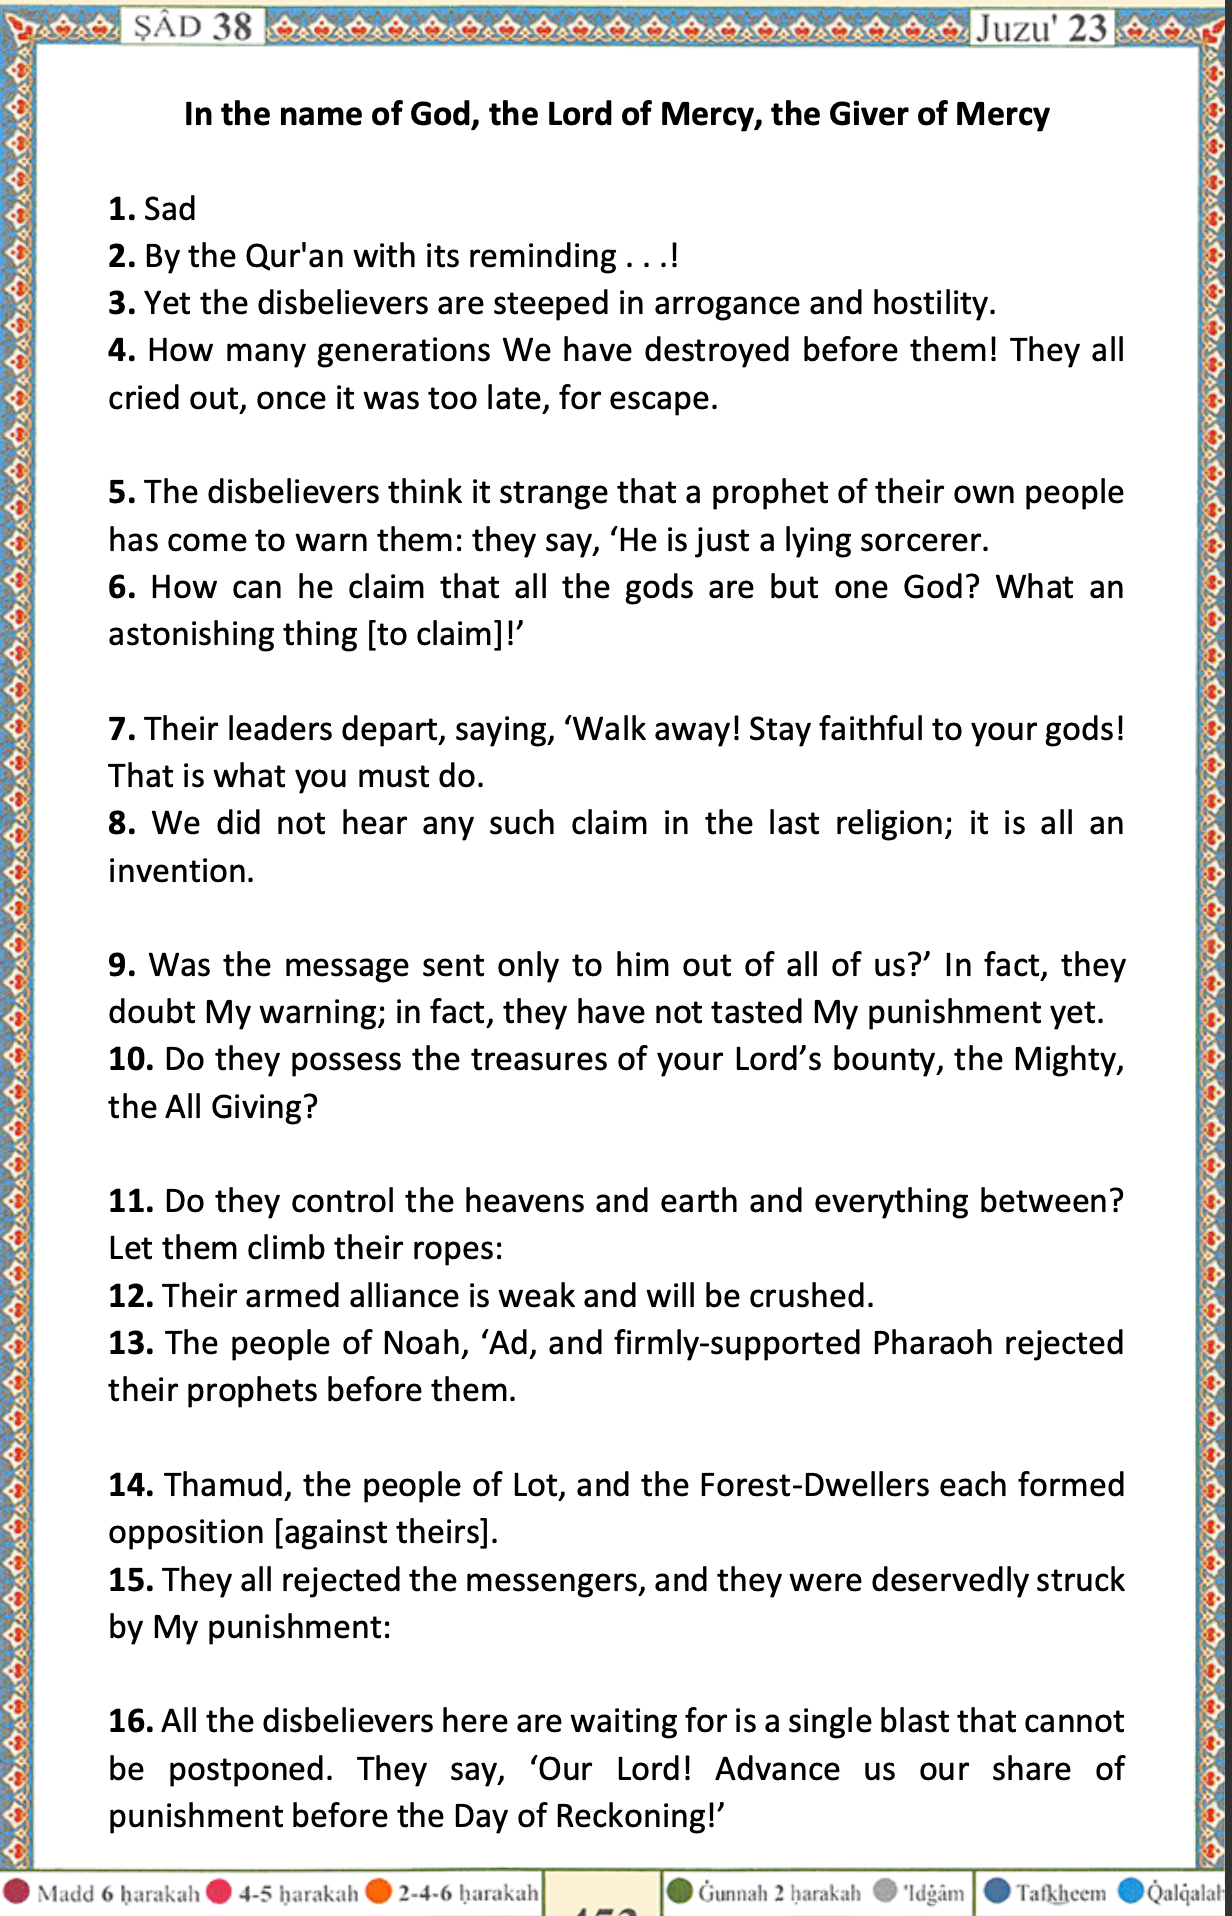 ṢÂD 38
Juzu' 23
In the name of God, the Lord of Mercy, the Giver of Mercy
1. Sad
2. By the Qur'an with its reminding . . .!
3. Yet the disbelievers are steeped in arrogance and hostility.
4. How many generations We have destroyed before them! They all
cried out, once it was too late, for escape.
5. The disbelievers think it strange that a prophet of their own people
has come to warn them: they say, ‘He is just a lying sorcerer.
6. How can he claim that all the gods are but one God? What an
astonishing thing [to claim]!’
7. Their leaders depart, saying, ‘Walk away! Stay faithful to your gods!
That is what you must do.
8. We did not hear any such claim in the last religion; it is all an
invention.
9. Was the message sent only to him out of all of us?’ In fact, they
doubt My warning; in fact, they have not tasted My punishment yet.
10. Do they possess the treasures of your Lord’s bounty, the Mighty,
the All Giving?
11. Do they control the heavens and earth and everything between?
Let them climb their ropes:
12. Their armed alliance is weak and will be crushed.
13. The people of Noah, ‘Ad, and firmly-supported Pharaoh rejected
their prophets before them.
14. Thamud, the people of Lot, and the Forest-Dwellers each formed
opposition [against theirs].
15. They all rejected the messengers, and they were deservedly struck
by My punishment:
16. All the disbelievers here are waiting for is a single blast that cannot
be postponed. They say, ‘Our Lord! Advance us our share of
punishment before the Day of Reckoning!’
Madd 6 ḥarakah 4-5 ḥarakah 2-4-6 ḥarakah Ġunnah 2 ḥarakah 'Idġâm Tafkheem